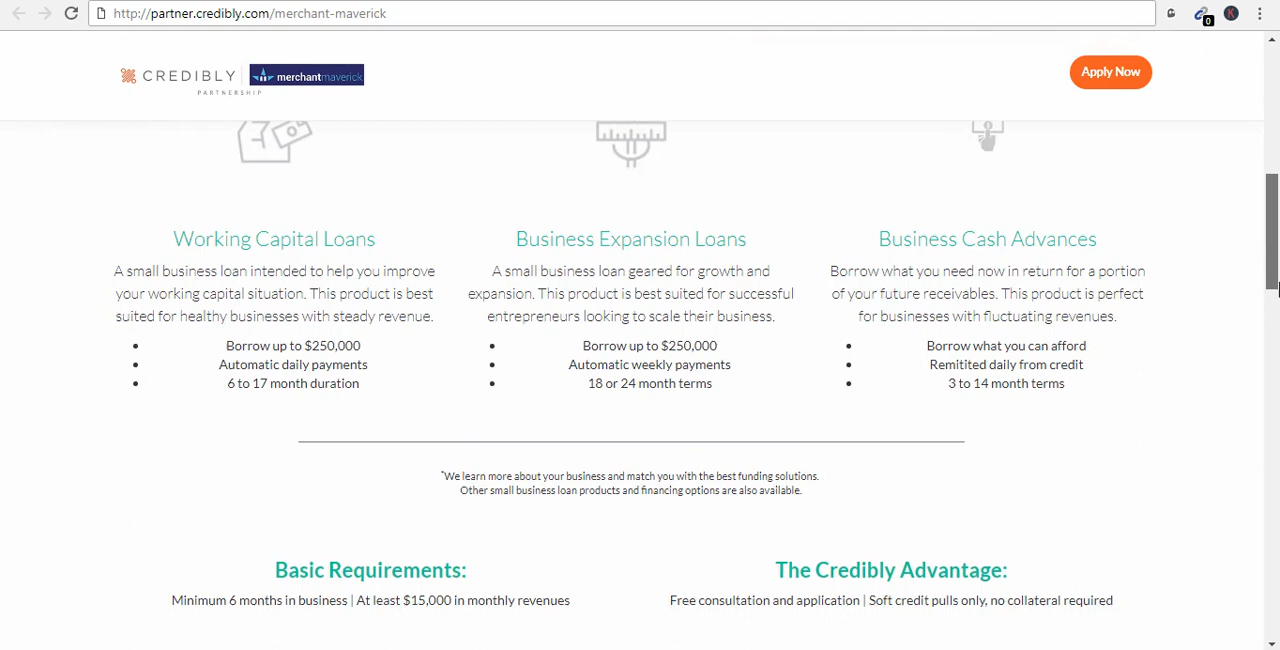 http://partner.credibly.com/merchant-maverick
0
K
CREDIBLY
merchantmaverick
PARTNERSHIP
Apply Now
Working Capital Loans
A small business loan intended to help you improve
your working capital situation. This product is best
suited for healthy businesses with steady revenue.
• Borrow up to $250,000
• Automatic daily payments
• 6 to 17 month duration
Business Expansion Loans
A small business loan geared for growth and
expansion. This product is best suited for successful
entrepreneurs looking to scale their business.
• Borrow up to $250,000
• Automatic weekly payments
• 18 or 24 month terms
Business Cash Advances
Borrow what you need now in return for a portion
of your future receivables. This product is perfect
for businesses with fluctuating revenues.
• Borrow what you can afford
• Remitited daily from credit
• 3 to 14 month terms
*We learn more about your business and match you with the best funding solutions.
Other small business loan products and financing options are also available.
Basic Requirements:
Minimum 6 months in business | At least $15,000 in monthly revenues
The Credibly Advantage:
Free consultation and application | Soft credit pulls only, no collateral required